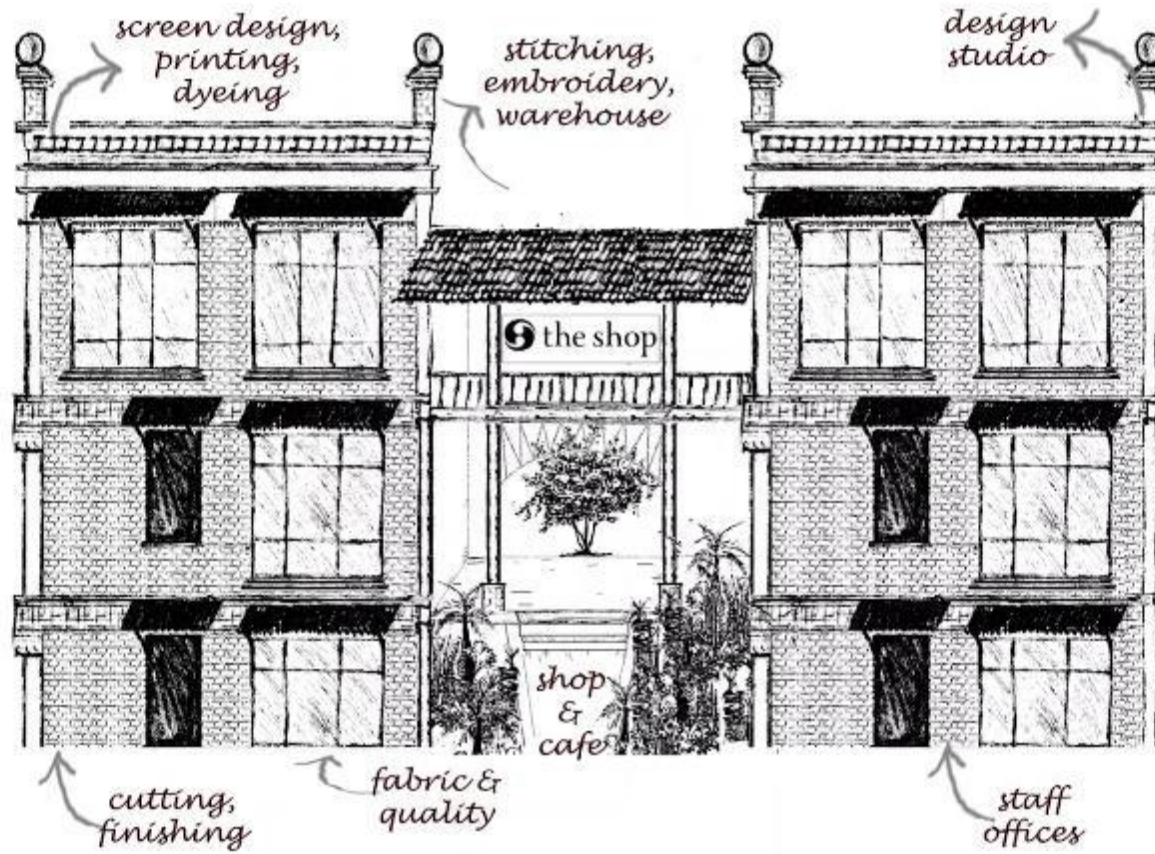 screen design,
printing,
dyeing
stitching,
embroidery,
warehouse
design
studio
the shop
shop
&
cafe
cutting,
finishing
fabric &
quality
staff
offices